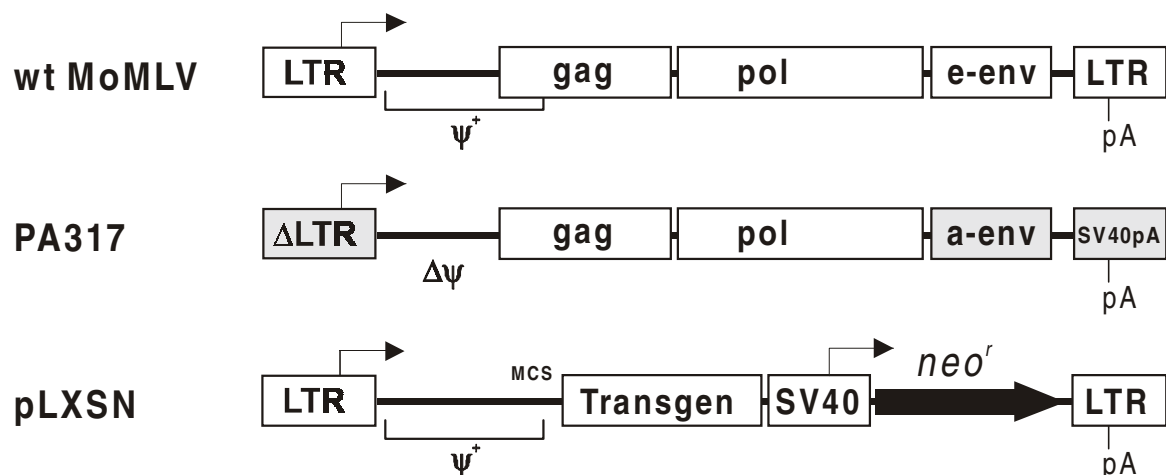 wt MoMLV LTR gag pol e-env LTR
ψ+
pA
PA317 ΔLTR gag pol a-env SV40pA
Δψ
pA
neo^r
MCS
pLXSN LTR Transgen SV40 LTR
ψ+
pA